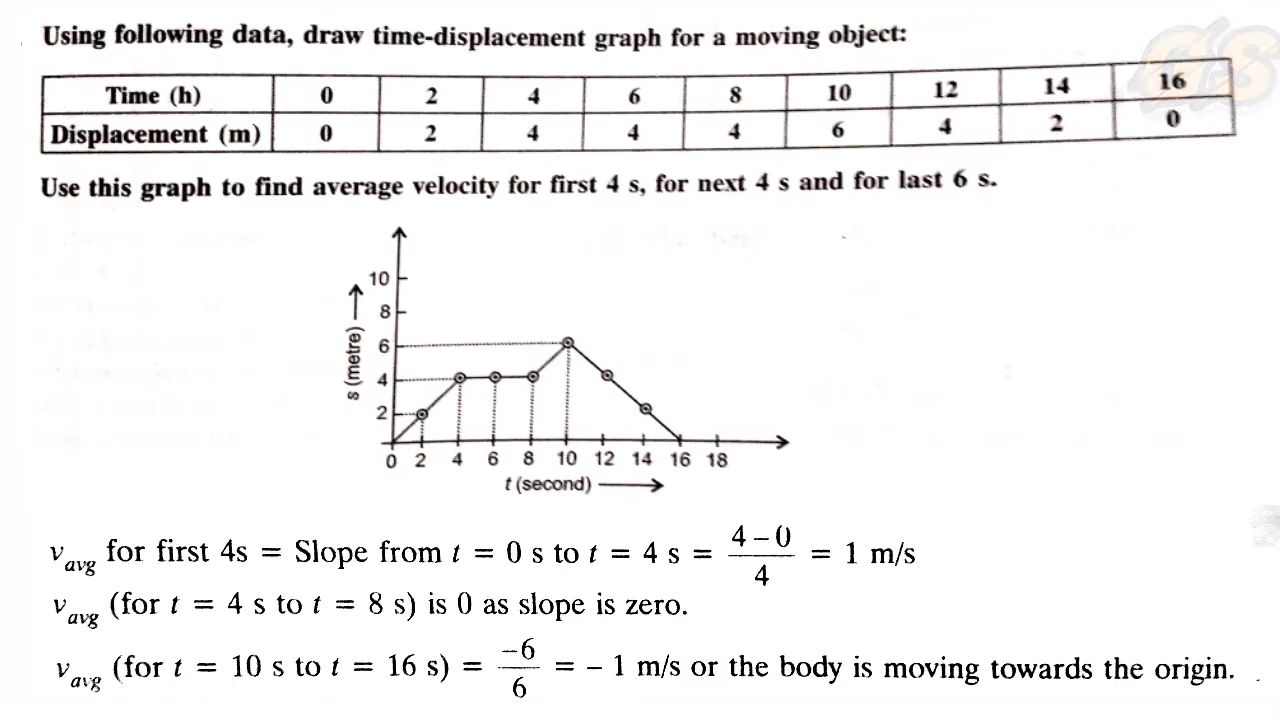 Using following data, draw time-displacement graph for a moving object:
GS
Time (h) 0 2 4 6 8 10 12 14 16
Displacement (m) 0 2 4 4 4 6 4 2 0
Use this graph to find average velocity for first 4 s, for next 4 s and for last 6 s.
10
8
6
4
2
s (metre)
0 2 4 6 8 10 12 14 16 18
t (second)
v_avg for first 4s = Slope from t = 0 s to t = 4 s = (4 – 0)/4 = 1 m/s
v_avg (for t = 4 s to t = 8 s) is 0 as slope is zero.
v_avg (for t = 10 s to t = 16 s) = –6/6 = – 1 m/s or the body is moving towards the origin.